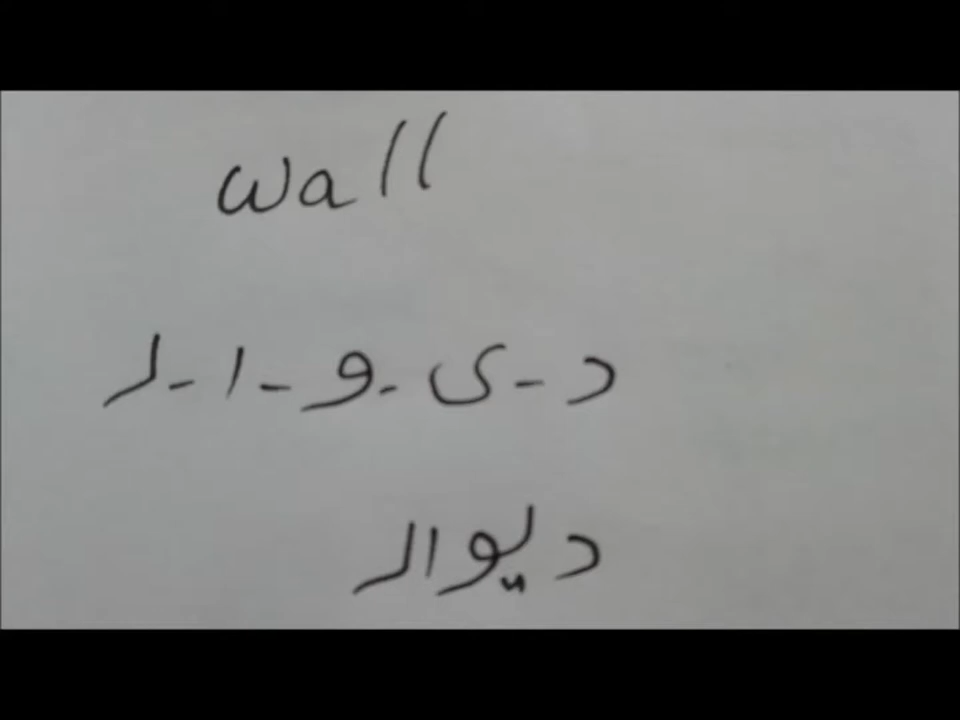 wall
د - ی - و - ا - ر
دیوار